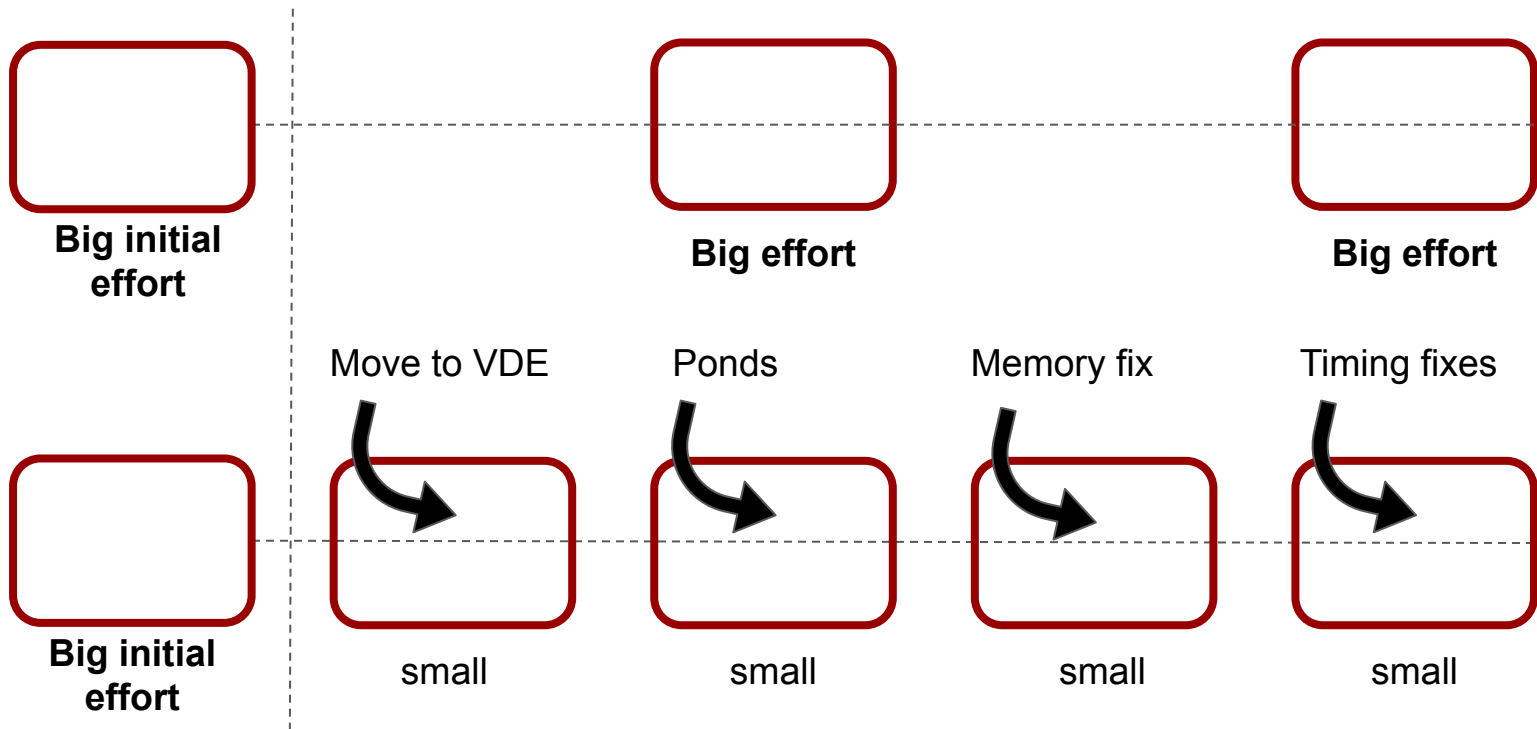 Big initial
effort
Big effort
Big effort
Move to VDE
Ponds
Memory fix
Timing fixes
Big initial
effort
small
small
small
small